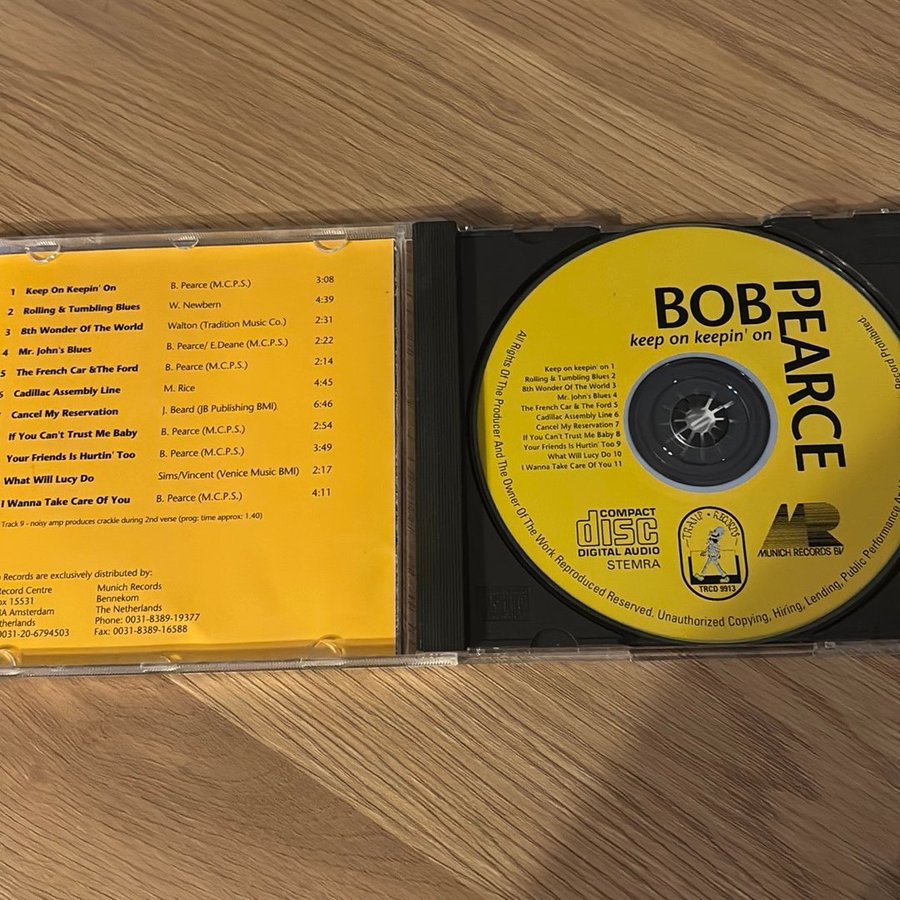 1 Keep On Keepin' On B. Pearce (M.C.P.S.) 3:08
2 Rolling & Tumbling Blues W. Newbern 4:39
3 8th Wonder Of The World Walton (Tradition Music Co.) 2:31
4 Mr. John's Blues B. Pearce/ E.Deane (M.C.P.S.) 2:22
5 The French Car &The Ford B. Pearce (M.C.P.S.) 2:14
Cadillac Assembly Line M. Rice 4:45
Cancel My Reservation J. Beard (JB Publishing BMI) 6:46
If You Can't Trust Me Baby B. Pearce (M.C.P.S.) 2:54
Your Friends Is Hurtin' Too B. Pearce (M.C.P.S.) 3:49
What Will Lucy Do Sims/Vincent (Venice Music BMI) 2:17
I Wanna Take Care Of You B. Pearce (M.C.P.S.) 4:11
Track 9 - noisy amp produces crackle during 2nd verse (prog: time approx: 1.40)
Records are exclusively distributed by:
Record Centre
15531
Amsterdam
0031-20-6794503
Munich Records
Bennekom
The Netherlands
Phone: 0031-8389-19377
Fax: 0031-8389-16588
BOB
PEARCE
keep on keepin' on
Keep on keepin' on 1
Rolling & Tumbling Blues 2
8th Wonder Of The World 3
Mr. John's Blues 4
The French Car & The Ford 5
Cadillac Assembly Line 6
Cancel My Reservation 7
If You Can't Trust Me Baby 8
Your Friends Is Hurtin' Too 9
What Will Lucy Do 10
I Wanna Take Care Of You 11
COMPACT
disc
DIGITAL AUDIO
STEMRA
TRAMP RECORDS
TRCD 9913
MR
MUNICH RECORDS BV
All Rights Of The Producer And The Owner Of The Work Reproduced Reserved. Unauthorized Copying, Hiring, Lending, Public Performance And Record Prohibited.